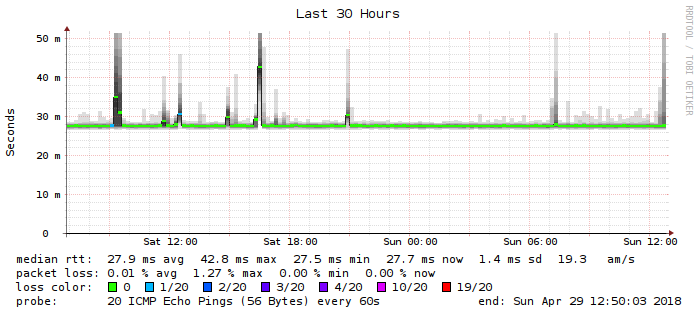 Last 30 Hours
RRDTOOL / TOBI OETIKER
Seconds
50 m
40 m
30 m
20 m
10 m
0
Sat 12:00 Sat 18:00 Sun 00:00 Sun 06:00 Sun 12:00
median rtt: 27.9 ms avg 42.8 ms max 27.5 ms min 27.7 ms now 1.4 ms sd 19.3 am/s
packet loss: 0.01 % avg 1.27 % max 0.00 % min 0.00 % now
loss color: 0 1/20 2/20 3/20 4/20 10/20 19/20
probe: 20 ICMP Echo Pings (56 Bytes) every 60s end: Sun Apr 29 12:50:03 2018